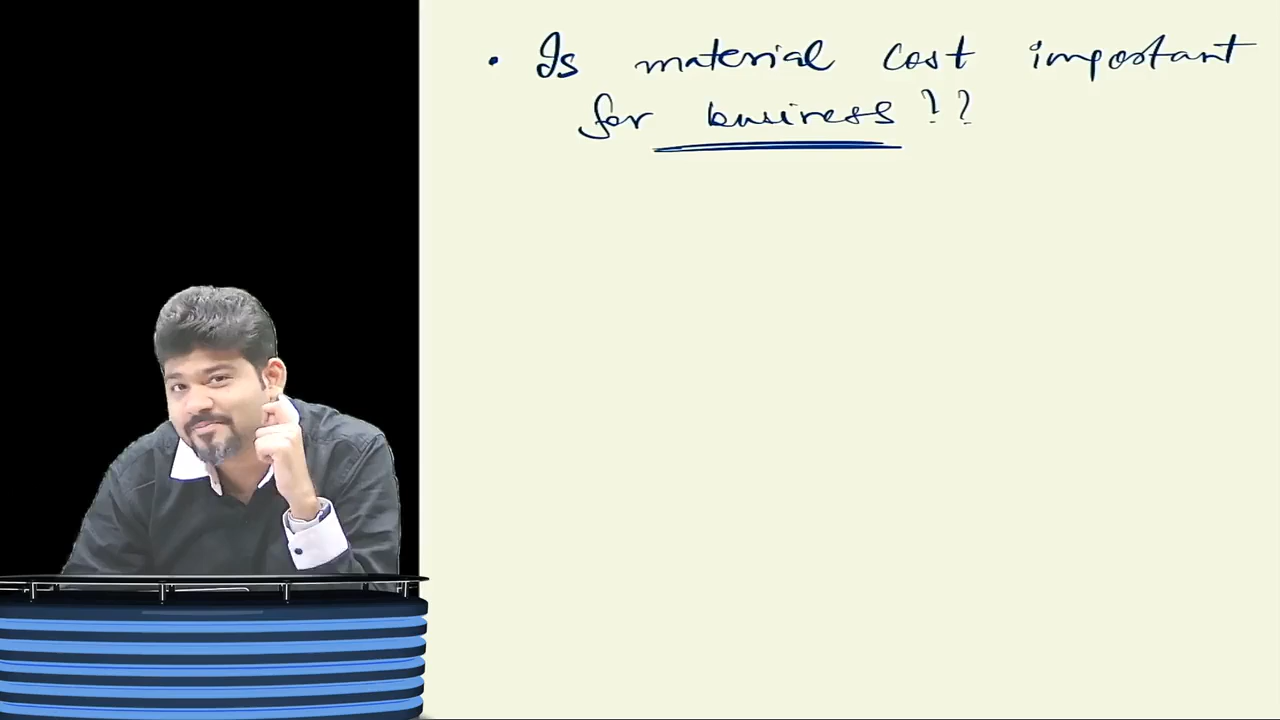 • Is material cost important
for business ??